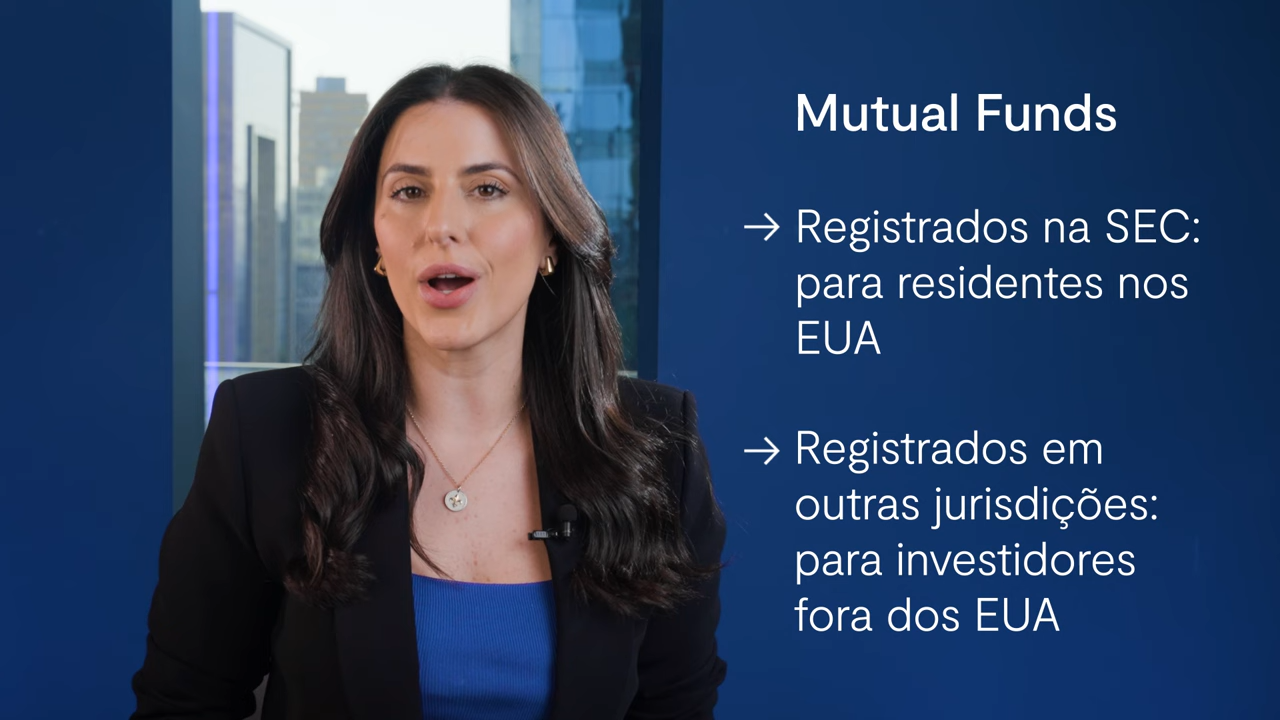 Mutual Funds
→ Registrados na SEC:
para residentes nos
EUA
→ Registrados em
outras jurisdições:
para investidores
fora dos EUA